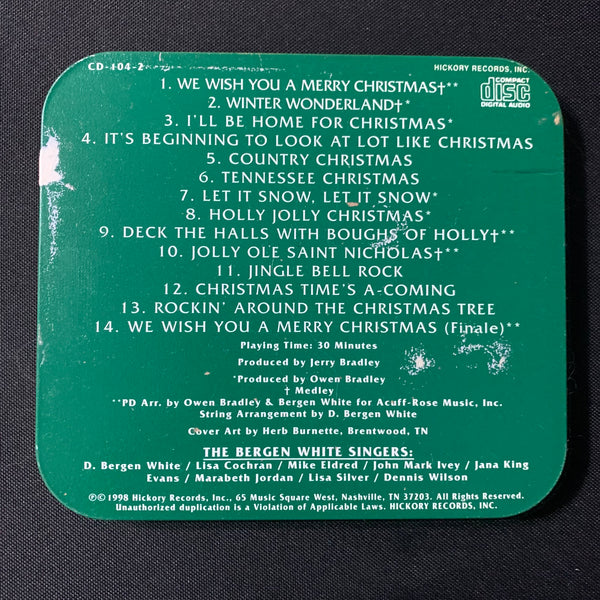 CD-104-2
HICKORY RECORDS, INC.
COMPACT
disc
DIGITAL AUDIO
1. WE WISH YOU A MERRY CHRISTMAS†**
2. WINTER WONDERLAND†*
3. I'LL BE HOME FOR CHRISTMAS*
4. IT'S BEGINNING TO LOOK AT LOT LIKE CHRISTMAS
5. COUNTRY CHRISTMAS
6. TENNESSEE CHRISTMAS
7. LET IT SNOW, LET IT SNOW*
8. HOLLY JOLLY CHRISTMAS*
9. DECK THE HALLS WITH BOUGHS OF HOLLY†**
10. JOLLY OLE SAINT NICHOLAS†**
11. JINGLE BELL ROCK
12. CHRISTMAS TIME'S A-COMING
13. ROCKIN' AROUND THE CHRISTMAS TREE
14. WE WISH YOU A MERRY CHRISTMAS (Finale)**
Playing Time: 30 Minutes
Produced by Jerry Bradley
*Produced by Owen Bradley
† Medley
**PD Arr. by Owen Bradley & Bergen White for Acuff-Rose Music, Inc.
String Arrangement by D. Bergen White
Cover Art by Herb Burnette, Brentwood, TN
THE BERGEN WHITE SINGERS:
D. Bergen White / Lisa Cochran / Mike Eldred / John Mark Ivey / Jana King
Evans / Marabeth Jordan / Lisa Silver / Dennis Wilson
℗© 1998 Hickory Records, Inc., 65 Music Square West, Nashville, TN 37203. All Rights Reserved.
Unauthorized duplication is a Violation of Applicable Laws. HICKORY RECORDS, INC.